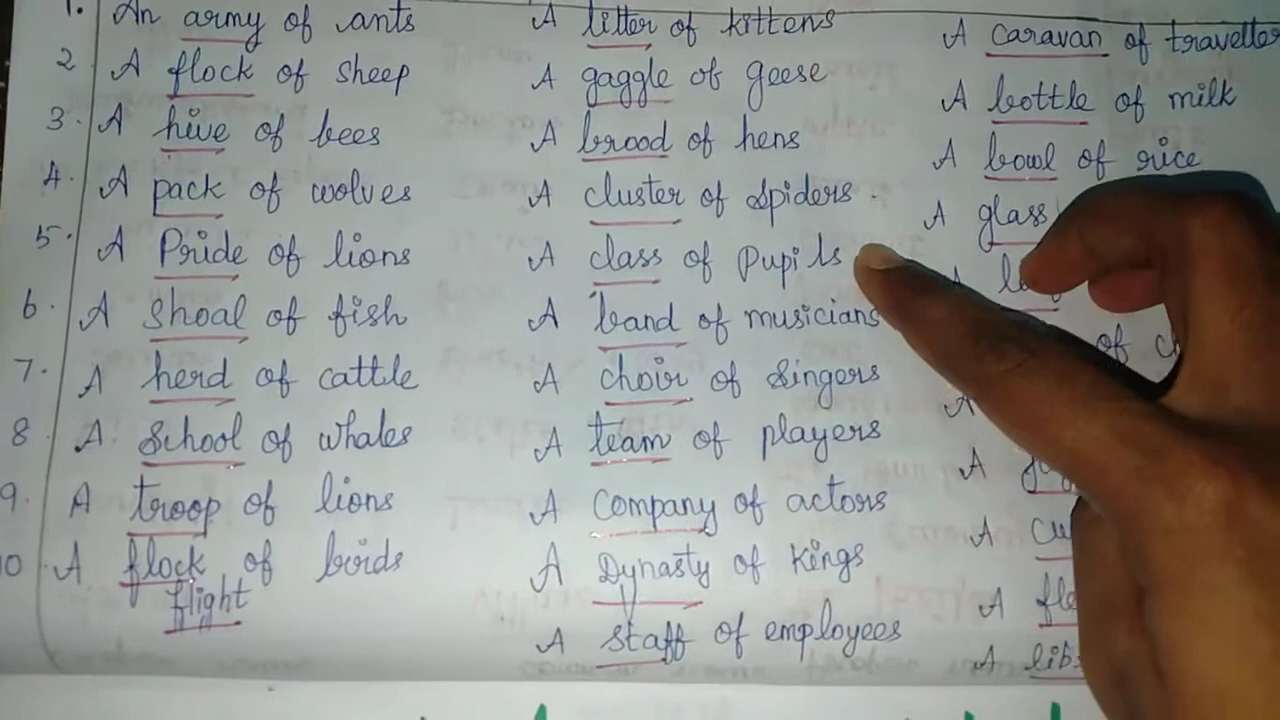 1. An army of ants
2. A flock of sheep
3. A hive of bees
4. A pack of wolves
5. A Pride of lions
6. A shoal of fish
7. A herd of cattle
8. A School of whales
9. A troop of lions
10 A flock of birds
flight
A litter of kittens
A gaggle of geese
A brood of hens
A cluster of spiders.
A class of pupils
A band of musicians
A choir of singers
A team of players
A company of actors
A Dynasty of kings
A staff of employees
A caravan of traveller
A bottle of milk
A bowl of rice
A glass
A
of
A
A
A
A
A